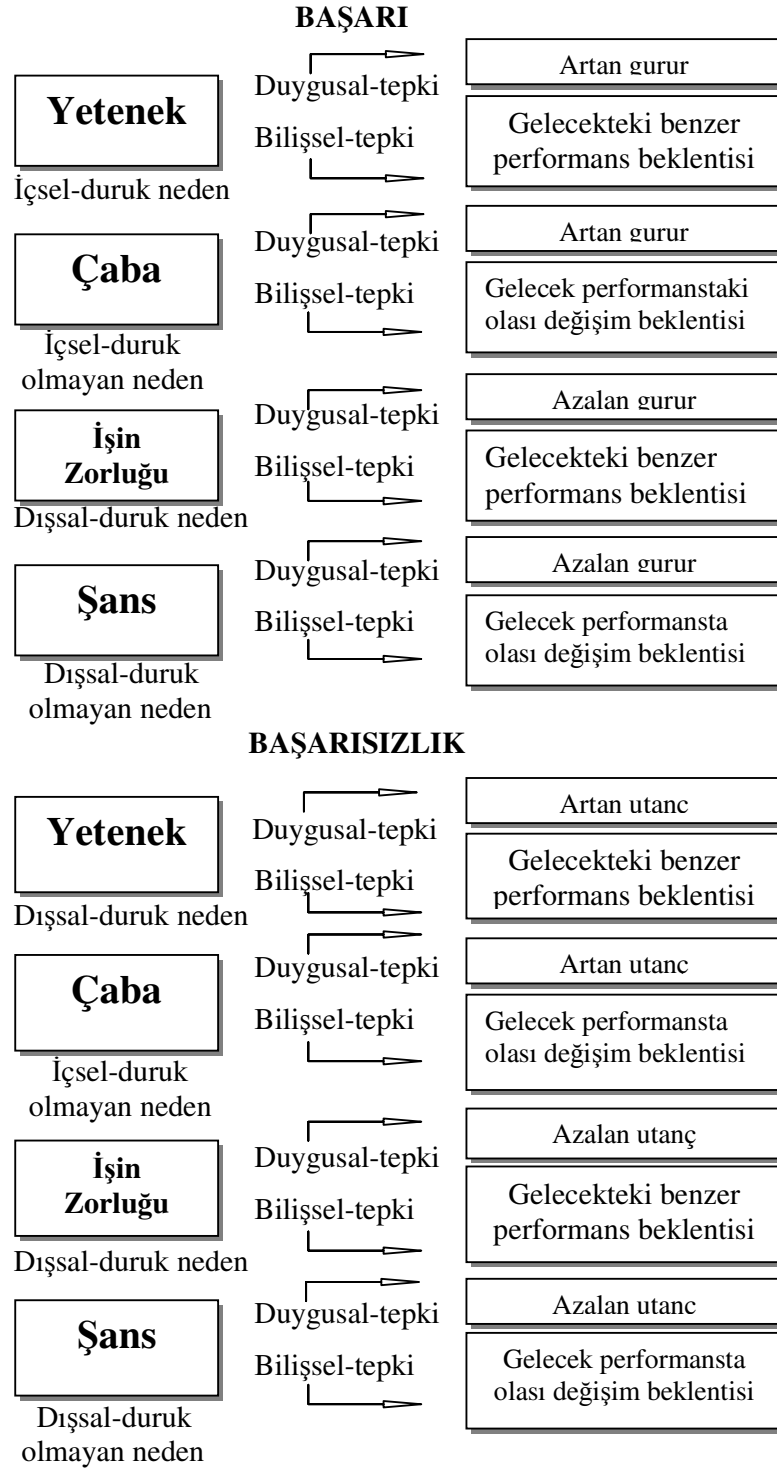 BAŞARI
Yetenek
İçsel-duruk neden
Duygusal-tepki
Bilişsel-tepki
Artan gurur
Gelecekteki benzer
performans beklentisi
Çaba
İçsel-duruk
olmayan neden
Duygusal-tepki
Bilişsel-tepki
Artan gurur
Gelecek performanstaki
olası değişim beklentisi
İşin
Zorluğu
Dışsal-duruk neden
Duygusal-tepki
Bilişsel-tepki
Azalan gurur
Gelecekteki benzer
performans beklentisi
Şans
Dışsal-duruk
olmayan neden
Duygusal-tepki
Bilişsel-tepki
Azalan gurur
Gelecek performansta
olası değişim beklentisi
BAŞARISIZLIK
Yetenek
Dışsal-duruk neden
Duygusal-tepki
Bilişsel-tepki
Artan utanc
Gelecekteki benzer
performans beklentisi
Çaba
İçsel-duruk
olmayan neden
Duygusal-tepki
Bilişsel-tepki
Artan utanc
Gelecek performansta
olası değişim beklentisi
İşin
Zorluğu
Dışsal-duruk neden
Duygusal-tepki
Bilişsel-tepki
Azalan utanç
Gelecekteki benzer
performans beklentisi
Şans
Dışsal-duruk
olmayan neden
Duygusal-tepki
Bilişsel-tepki
Azalan utanc
Gelecek performansta
olası değişim beklentisi